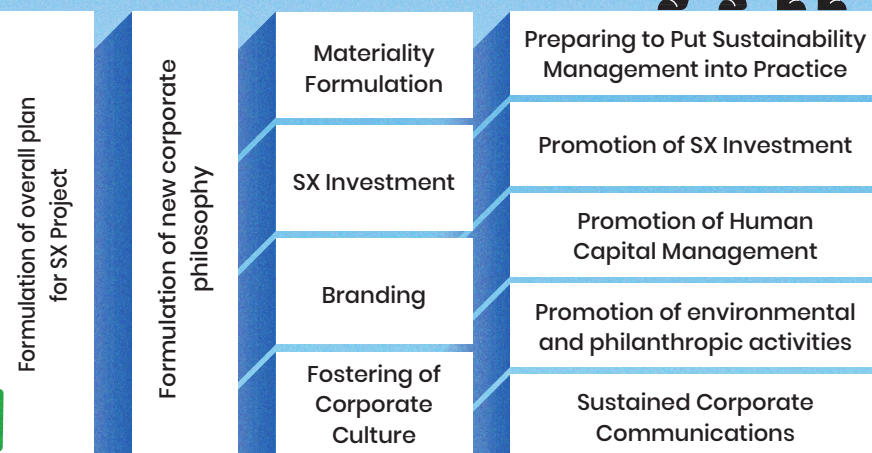 Formulation of overall plan
for SX Project
Formulation of new corporate
philosophy
Materiality
Formulation
SX Investment
Branding
Fostering of
Corporate
Culture
Preparing to Put Sustainability
Management into Practice
Promotion of SX Investment
Promotion of Human
Capital Management
Promotion of environmental
and philanthropic activities
Sustained Corporate
Communications